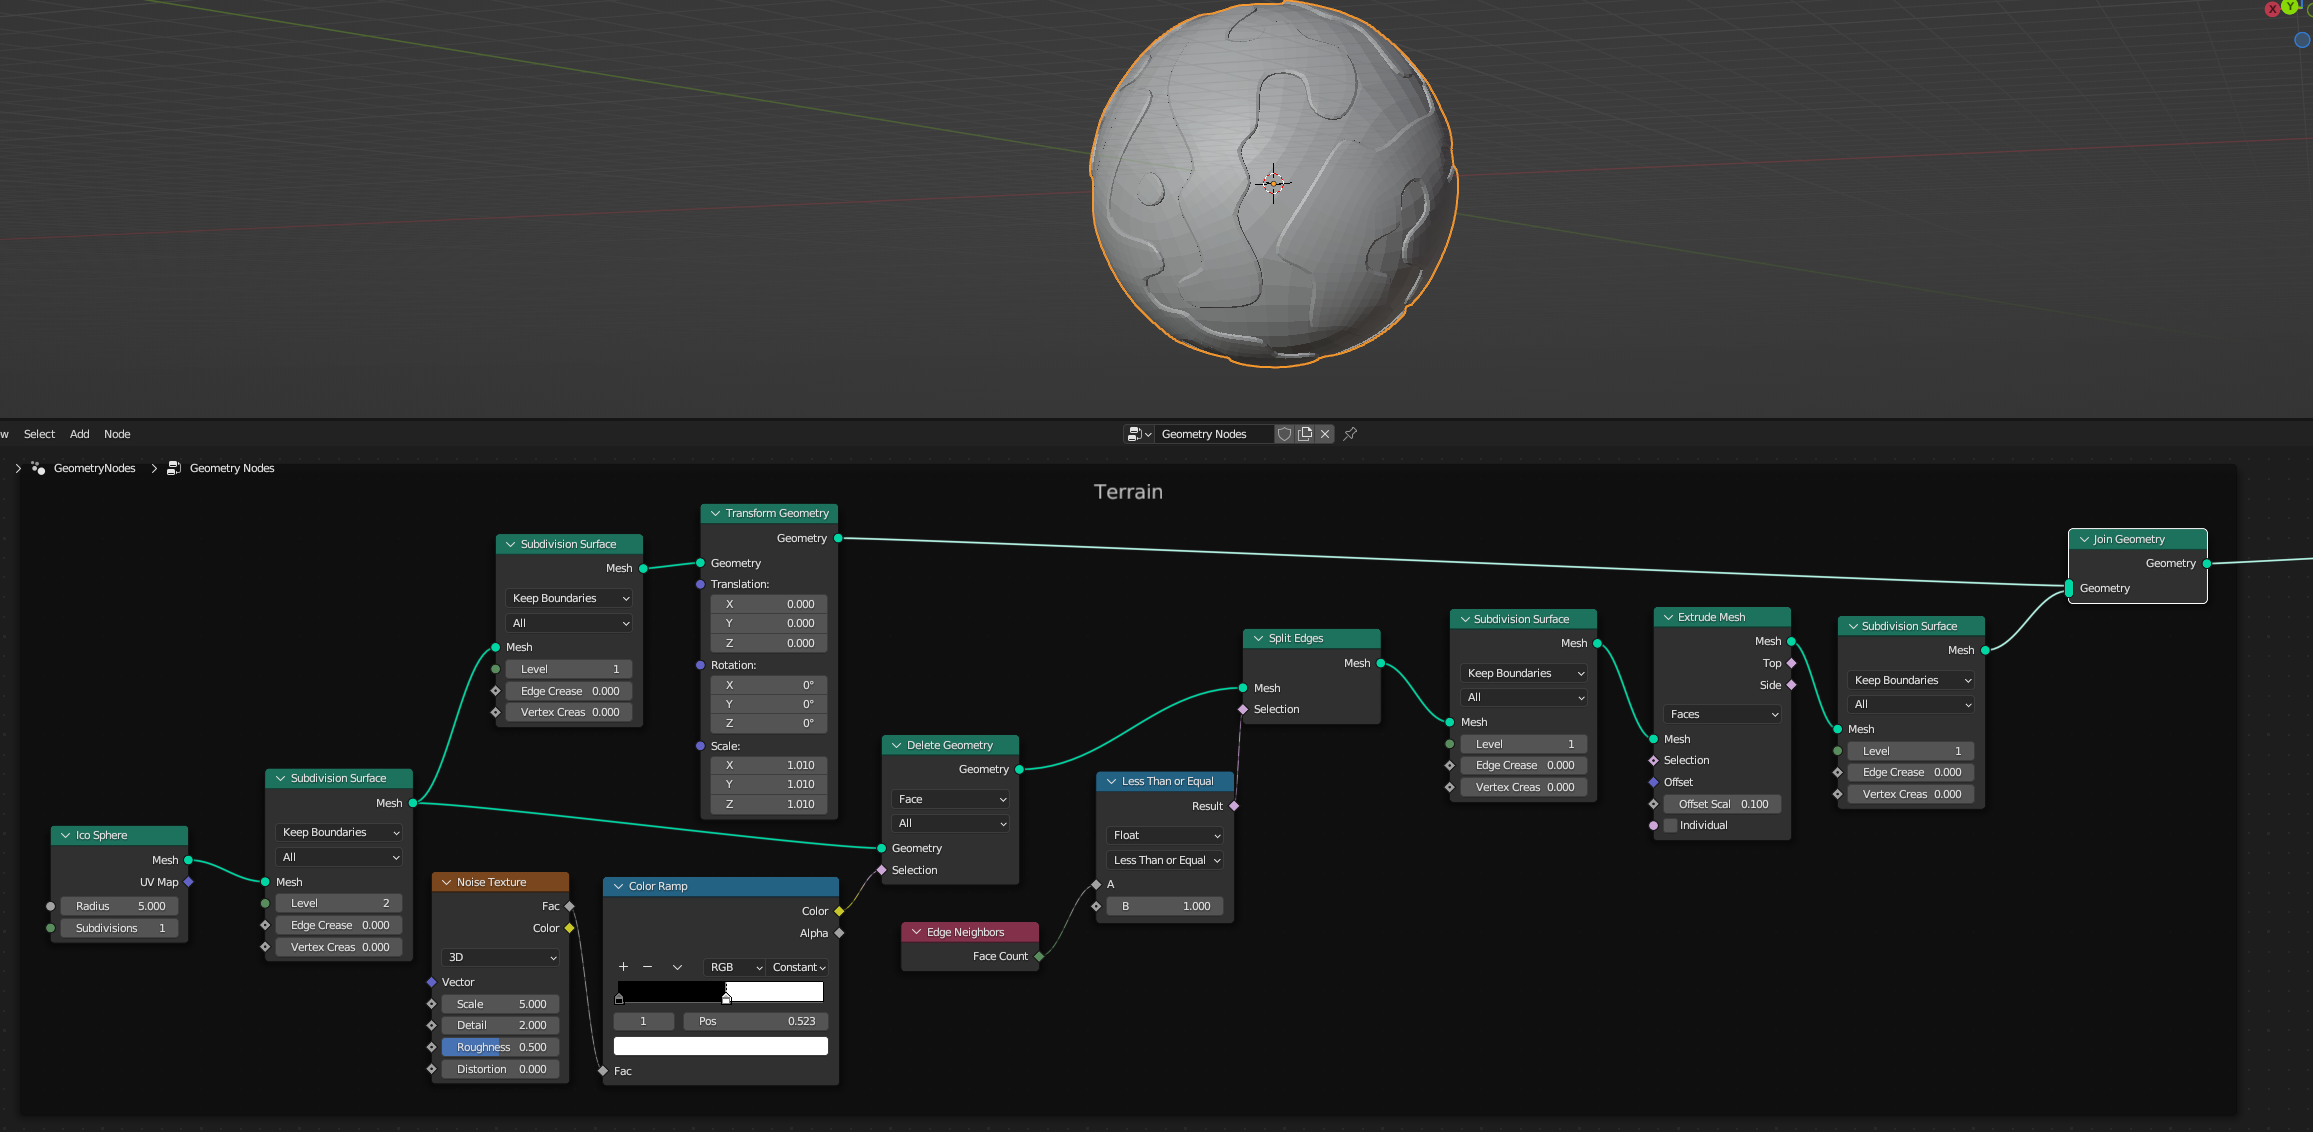 X
Y
w
Select
Add
Node
Geometry Nodes
GeometryNodes
Geometry Nodes
Terrain
Ico Sphere
Mesh
UV Map
Radius 5.000
Subdivisions 1
Subdivision Surface
Mesh
Keep Boundaries
All
Mesh
Level 2
Edge Crease 0.000
Vertex Creas 0.000
Subdivision Surface
Mesh
Keep Boundaries
All
Mesh
Level 1
Edge Crease 0.000
Vertex Creas 0.000
Transform Geometry
Geometry
Geometry
Translation:
X 0.000
Y 0.000
Z 0.000
Rotation:
X 0°
Y 0°
Z 0°
Scale:
X 1.010
Y 1.010
Z 1.010
Noise Texture
Fac
Color
3D
Vector
Scale 5.000
Detail 2.000
Roughness 0.500
Distortion 0.000
Color Ramp
Color
Alpha
+ −
RGB
Constant
1
Pos 0.523
Fac
Delete Geometry
Geometry
Face
All
Geometry
Selection
Edge Neighbors
Face Count
Less Than or Equal
Result
Float
Less Than or Equal
A
B 1.000
Split Edges
Mesh
Mesh
Selection
Subdivision Surface
Mesh
Keep Boundaries
All
Mesh
Level 1
Edge Crease 0.000
Vertex Creas 0.000
Extrude Mesh
Mesh
Top
Side
Faces
Mesh
Selection
Offset
Offset Scal 0.100
Individual
Subdivision Surface
Mesh
Keep Boundaries
All
Mesh
Level 1
Edge Crease 0.000
Vertex Creas 0.000
Join Geometry
Geometry
Geometry